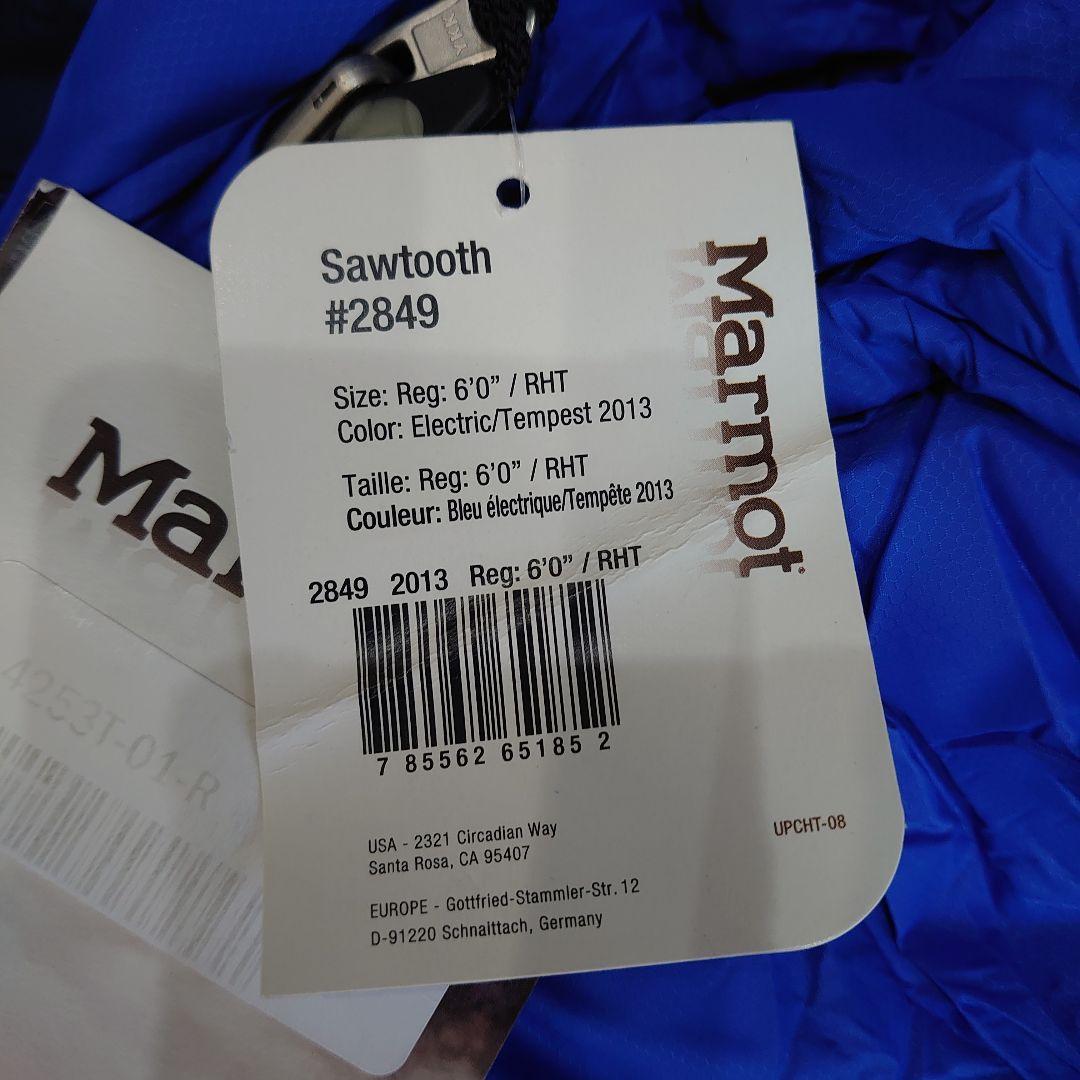 YKK
Sawtooth
#2849
Size: Reg: 6'0" / RHT
Color: Electric/Tempest 2013
Taille: Reg: 6'0" / RHT
Couleur: Bleu électrique/Tempête 2013
2849 2013 Reg: 6'0" / RHT
7 85562 65185 2
USA - 2321 Circadian Way
Santa Rosa, CA 95407
EUROPE - Gottfried-Stammler-Str. 12
D-91220 Schnaittach, Germany
UPCHT-08
Marmot
Mar
4253T-01-R